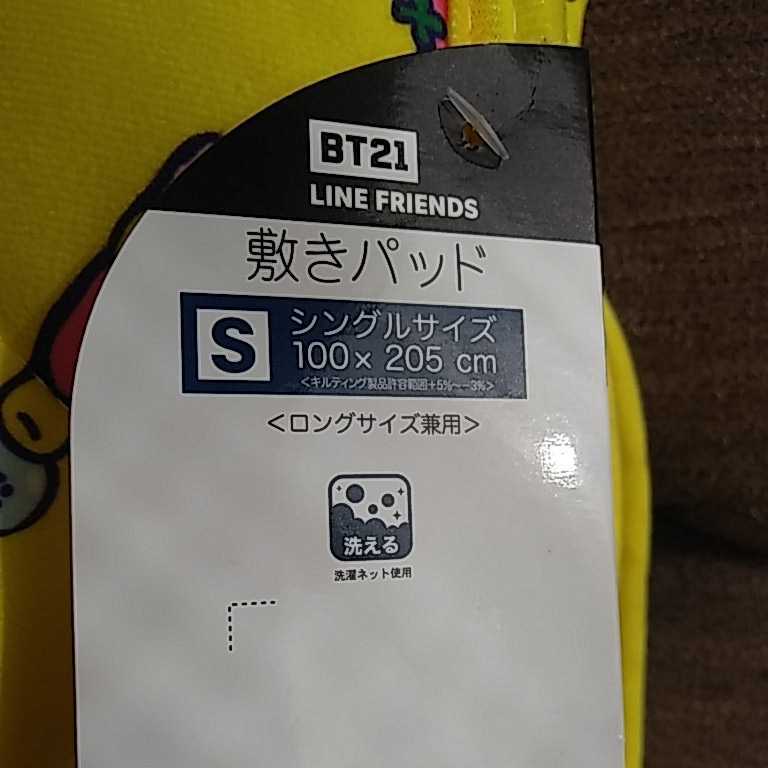 BT21
LINE FRIENDS
敷きパッド
S
シングルサイズ
100×205 cm
<キルティング製品許容範囲+5%~-3%>
<ロングサイズ兼用>
洗える
洗濯ネット使用